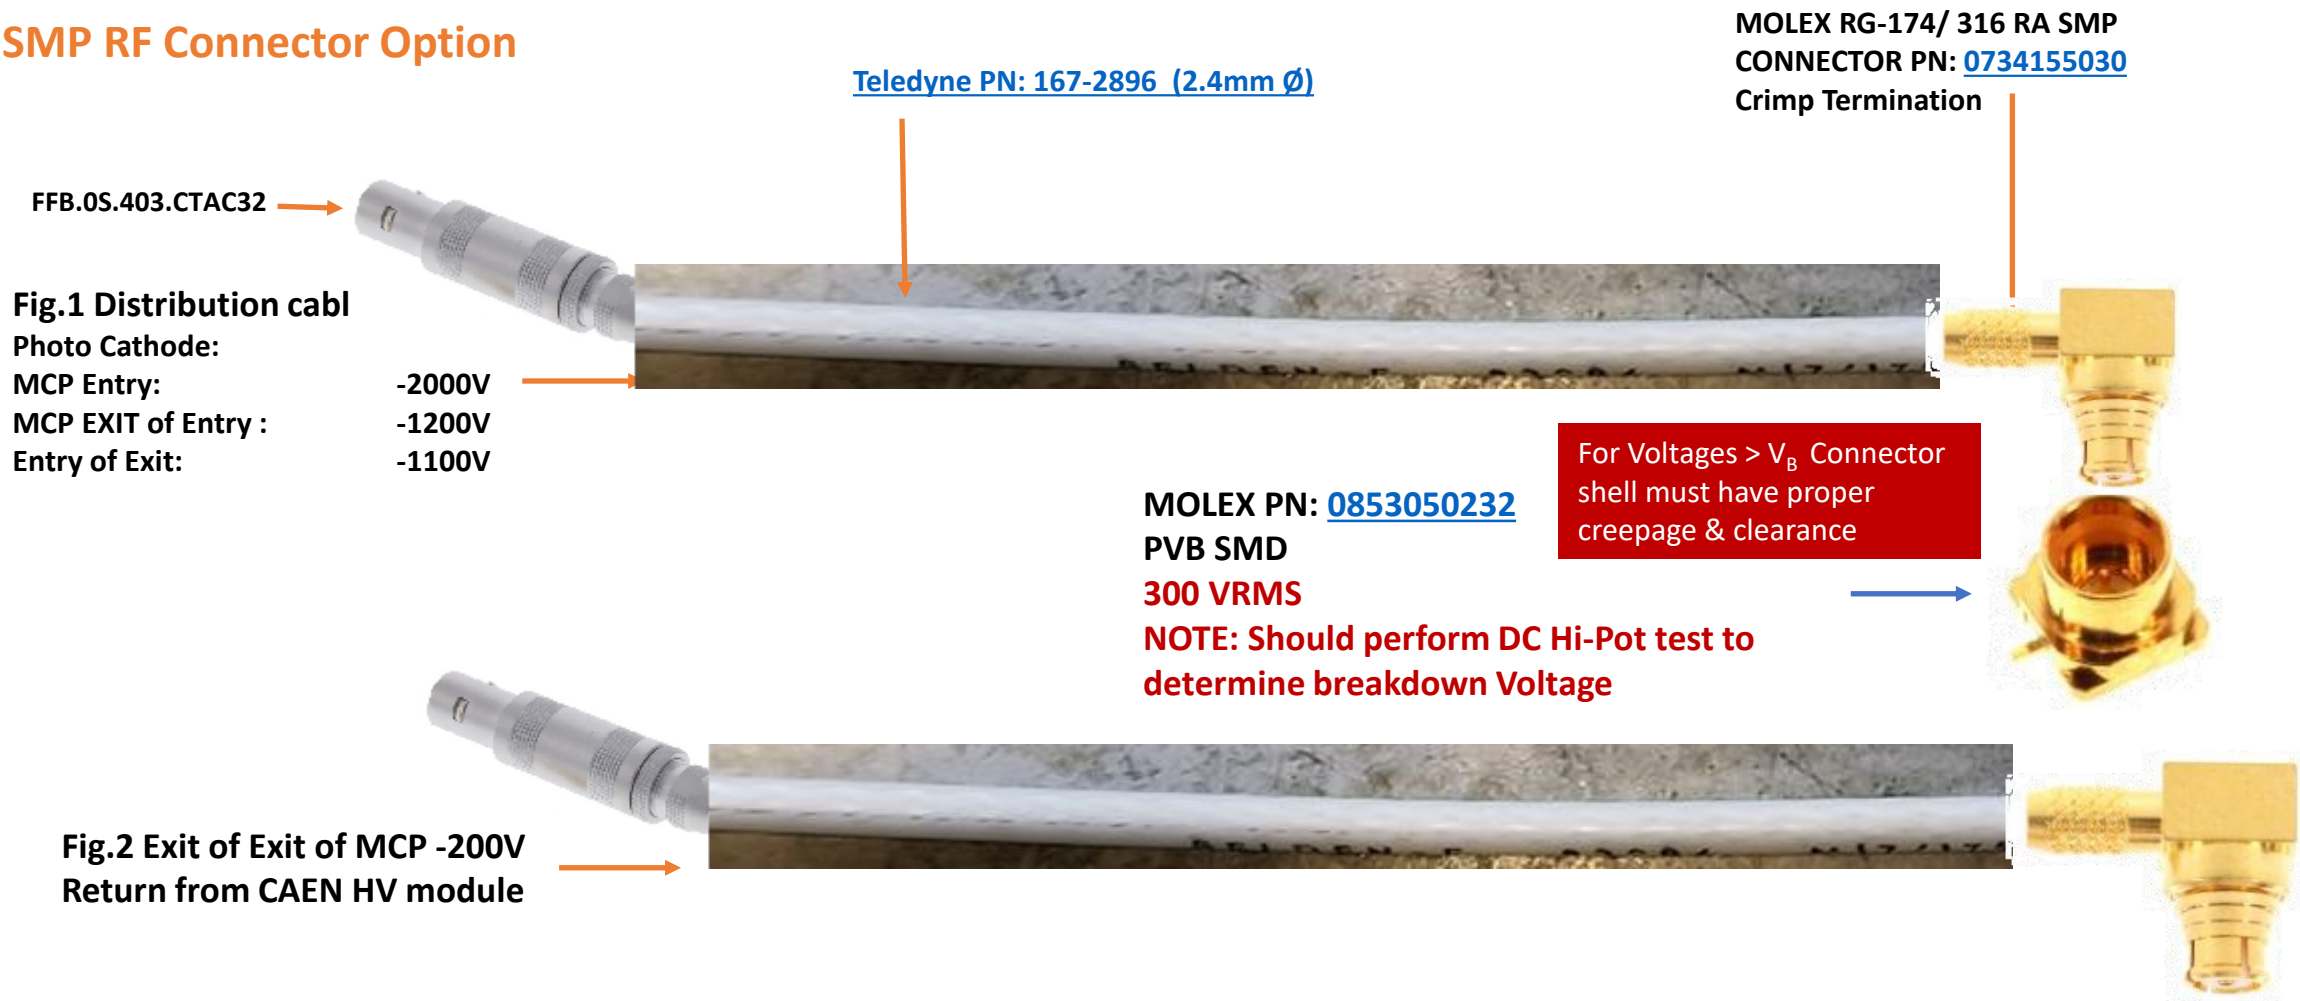 SMP RF Connector Option
MOLEX RG-174/ 316 RA SMP
CONNECTOR PN: 0734155030
Crimp Termination
Teledyne PN: 167-2896 (2.4mm Ø)
FFB.0S.403.CTAC32
Fig.1 Distribution cabl
Photo Cathode:
MCP Entry: -2000V
MCP EXIT of Entry : -1200V
Entry of Exit: -1100V
For Voltages > VB Connector
shell must have proper
creepage & clearance
MOLEX PN: 0853050232
PVB SMD
300 VRMS
NOTE: Should perform DC Hi-Pot test to
determine breakdown Voltage
Fig.2 Exit of Exit of MCP -200V
Return from CAEN HV module